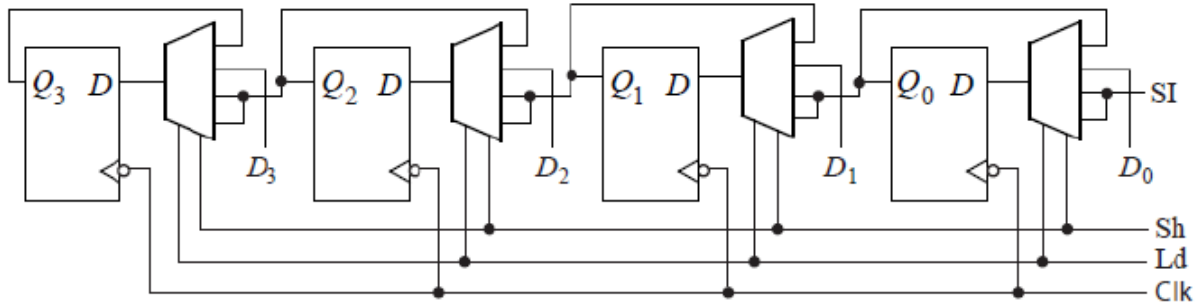 Q3 D Q2 D Q1 D Q0 D SI
D3 D2 D1 D0
Sh
Ld
Clk